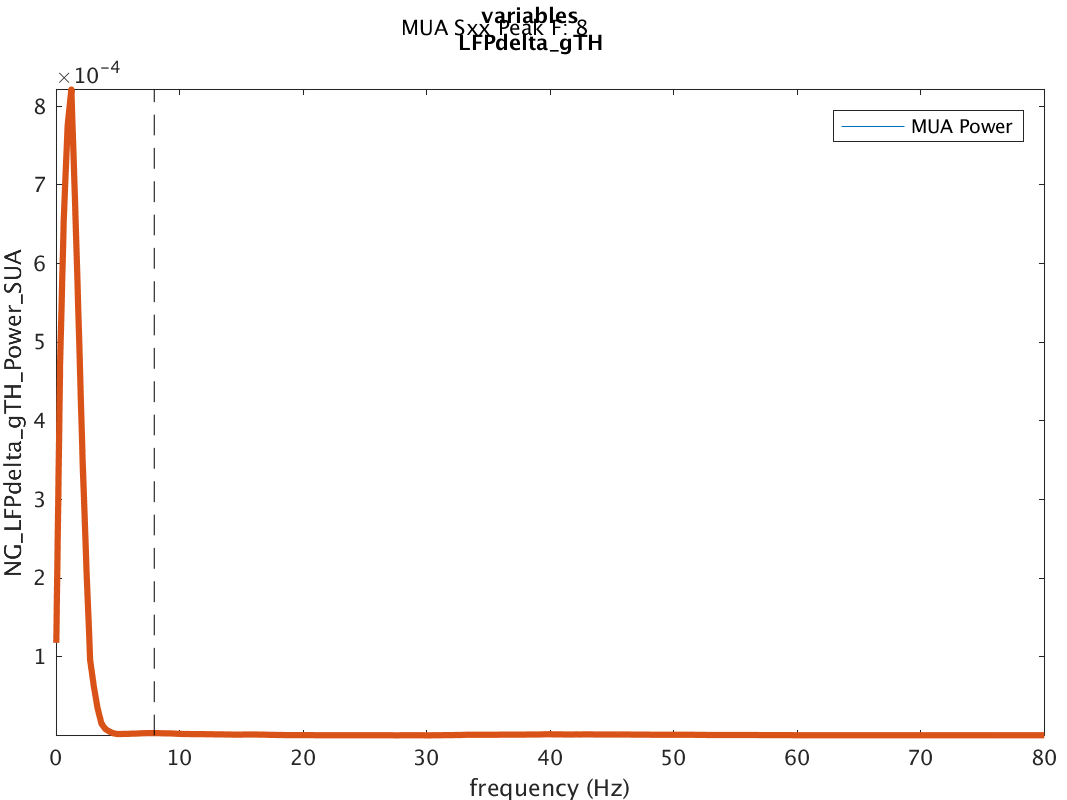 variables
MUA Sxx Peak F: 8
LFPdelta_gTH
×10⁻⁴
8
7
6
5
4
3
2
1
NG_LFPdelta_gTH_Power_SUA
MUA Power
0 10 20 30 40 50 60 70 80
frequency (Hz)